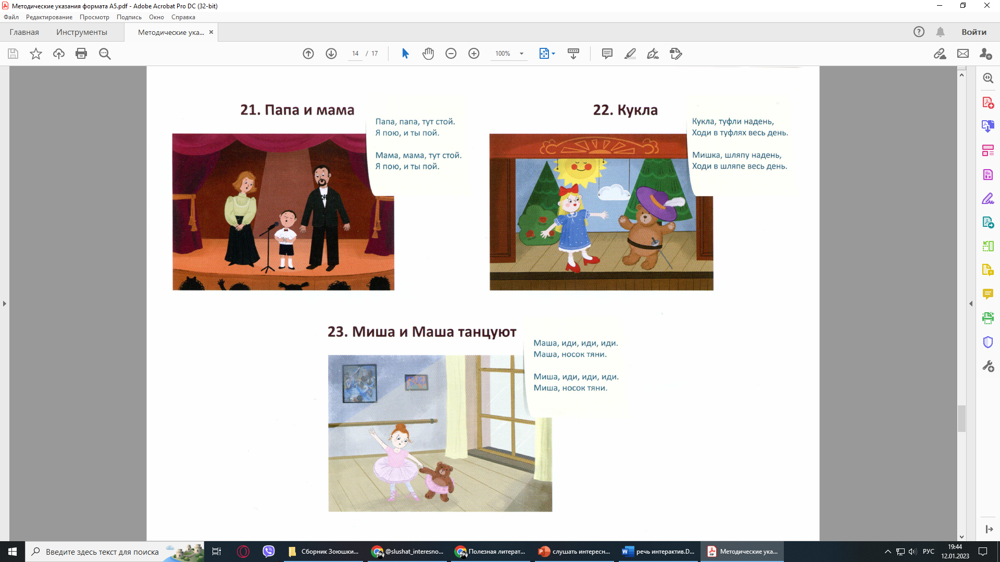 Методические указания формата А5.pdf - Adobe Acrobat Pro DC (32-bit)
Файл Редактирование Просмотр Подпись Окно Справка
Главная Инструменты Методические ука... × Войти
14 / 17 100%
21. Папа и мама
Папа, папа, тут стой.
Я пою, и ты пой.
Мама, мама, тут стой.
Я пою, и ты пой.
22. Кукла
Кукла, туфли надень,
Ходи в туфлях весь день.
Мишка, шляпу надень,
Ходи в шляпе весь день.
23. Миша и Маша танцуют
Маша, иди, иди, иди.
Маша, носок тяни.
Миша, иди, иди, иди.
Миша, носок тяни.
Введите здесь текст для поиска
Сборник Зоюшки... @slushat_interesno... Полезная литерат... слушать интересн... речь интерактив.D... Методические ука...
РУС
19:44
12.01.2023